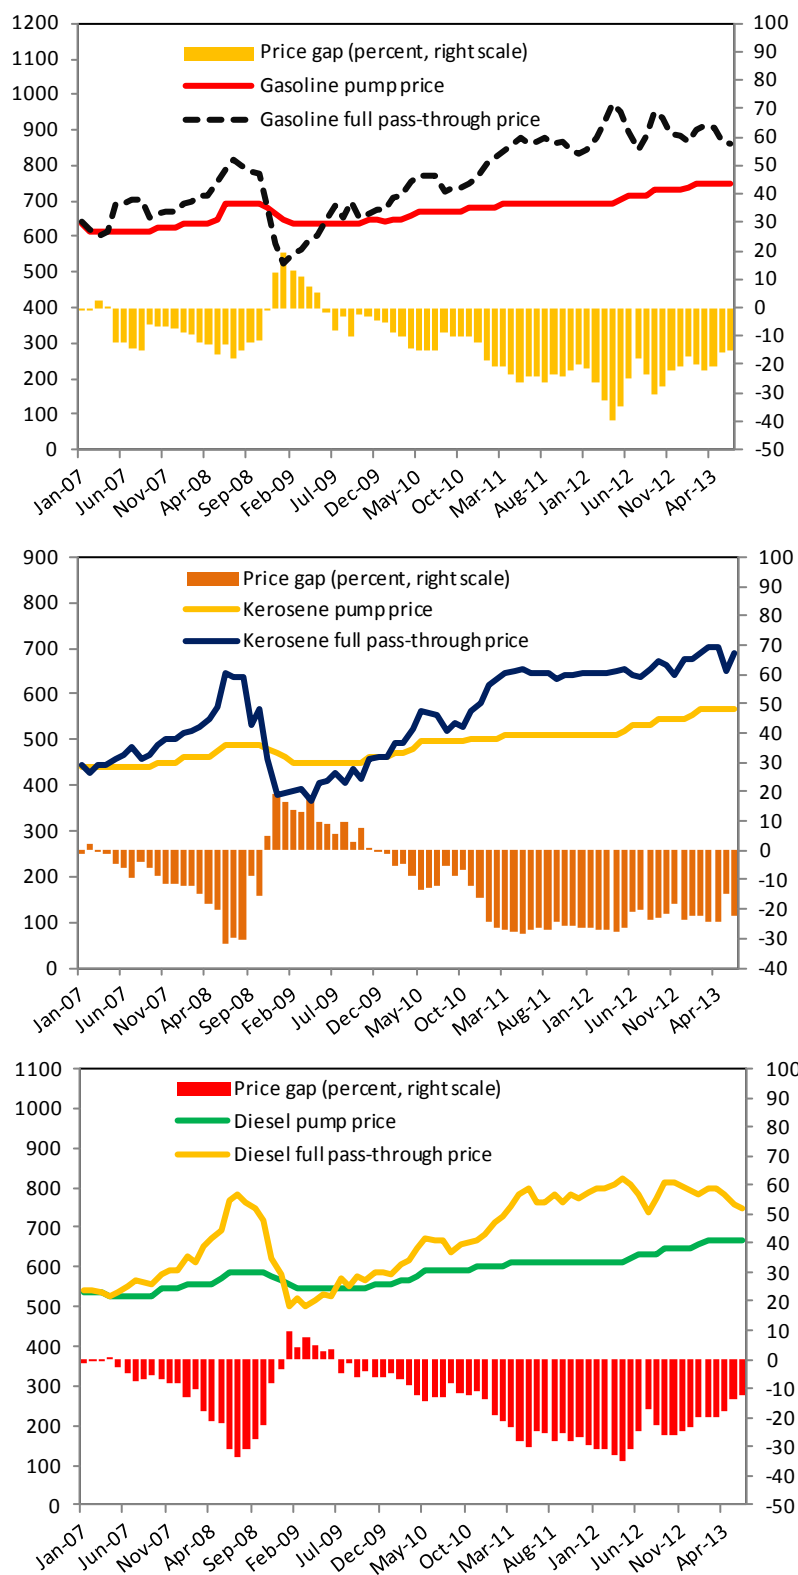 1200
1100
1000
900
800
700
600
500
400
300
200
100
0
100
90
80
70
60
50
40
30
20
10
0
-10
-20
-30
-40
-50
Price gap (percent, right scale)
Gasoline pump price
Gasoline full pass-through price
Jan-07
Jun-07
Nov-07
Apr-08
Sep-08
Feb-09
Jul-09
Dec-09
May-10
Oct-10
Mar-11
Aug-11
Jan-12
Jun-12
Nov-12
Apr-13
900
800
700
600
500
400
300
200
100
0
100
90
80
70
60
50
40
30
20
10
0
-10
-20
-30
-40
Price gap (percent, right scale)
Kerosene pump price
Kerosene full pass-through price
Jan-07
Jun-07
Nov-07
Apr-08
Sep-08
Feb-09
Jul-09
Dec-09
May-10
Oct-10
Mar-11
Aug-11
Jan-12
Jun-12
Nov-12
Apr-13
1100
1000
900
800
700
600
500
400
300
200
100
0
100
90
80
70
60
50
40
30
20
10
0
-10
-20
-30
-40
-50
Price gap (percent, right scale)
Diesel pump price
Diesel full pass-through price
Jan-07
Jun-07
Nov-07
Apr-08
Sep-08
Feb-09
Jul-09
Dec-09
May-10
Oct-10
Mar-11
Aug-11
Jan-12
Jun-12
Nov-12
Apr-13